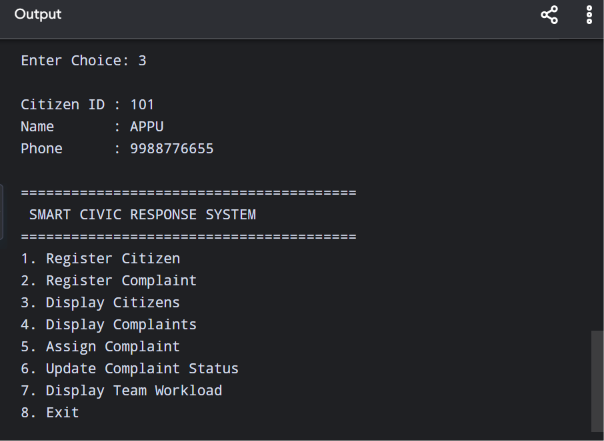 Output
Enter Choice: 3
Citizen ID : 101
Name       : APPU
Phone      : 9988776655
========================================
SMART CIVIC RESPONSE SYSTEM
========================================
1. Register Citizen
2. Register Complaint
3. Display Citizens
4. Display Complaints
5. Assign Complaint
6. Update Complaint Status
7. Display Team Workload
8. Exit